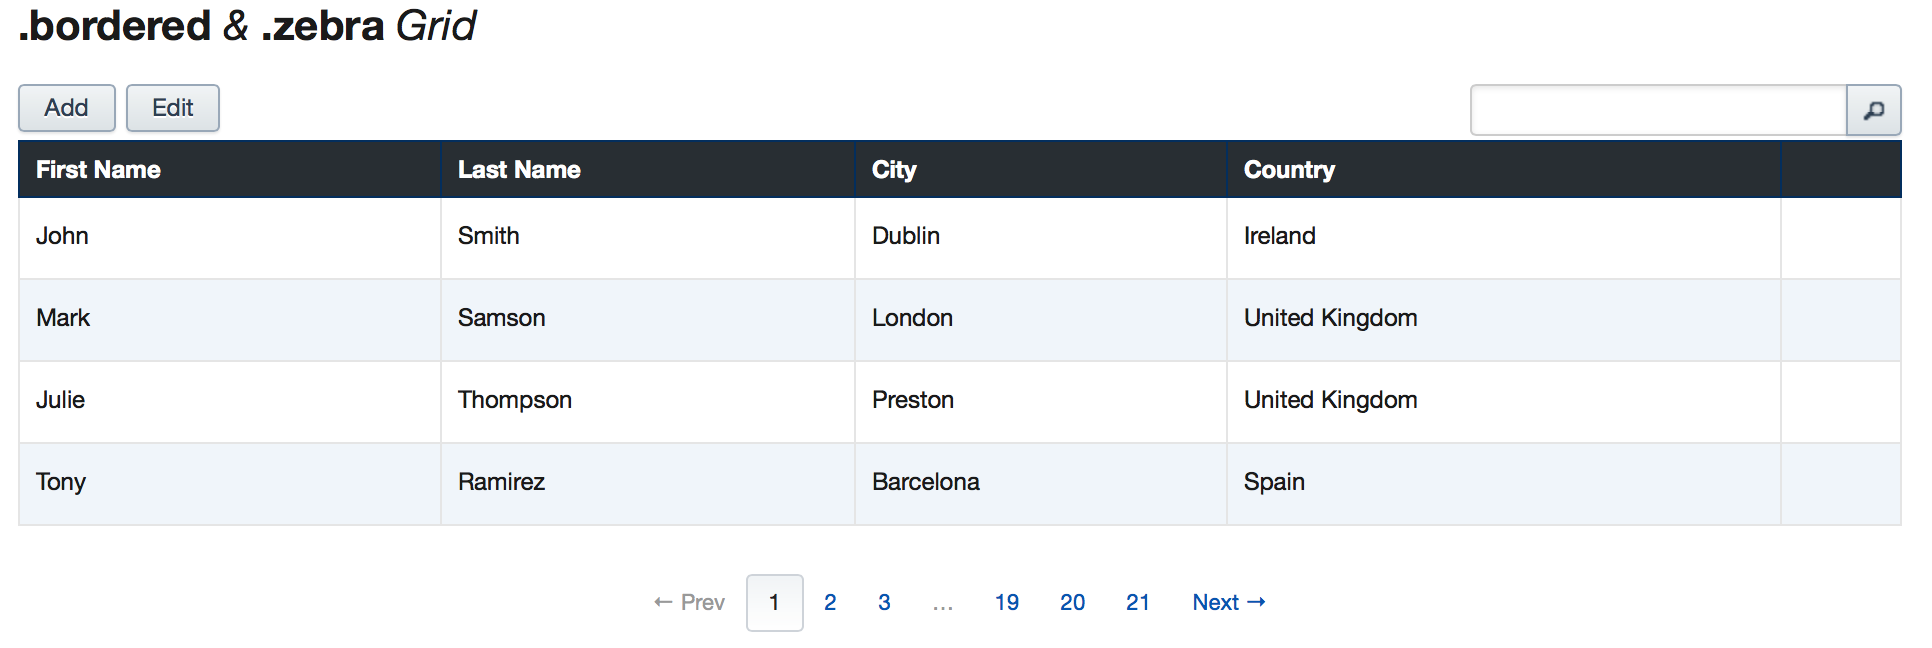 .bordered & .zebra Grid
Add Edit
First Name Last Name City Country
John Smith Dublin Ireland
Mark Samson London United Kingdom
Julie Thompson Preston United Kingdom
Tony Ramirez Barcelona Spain
← Prev 1 2 3 ... 19 20 21 Next →